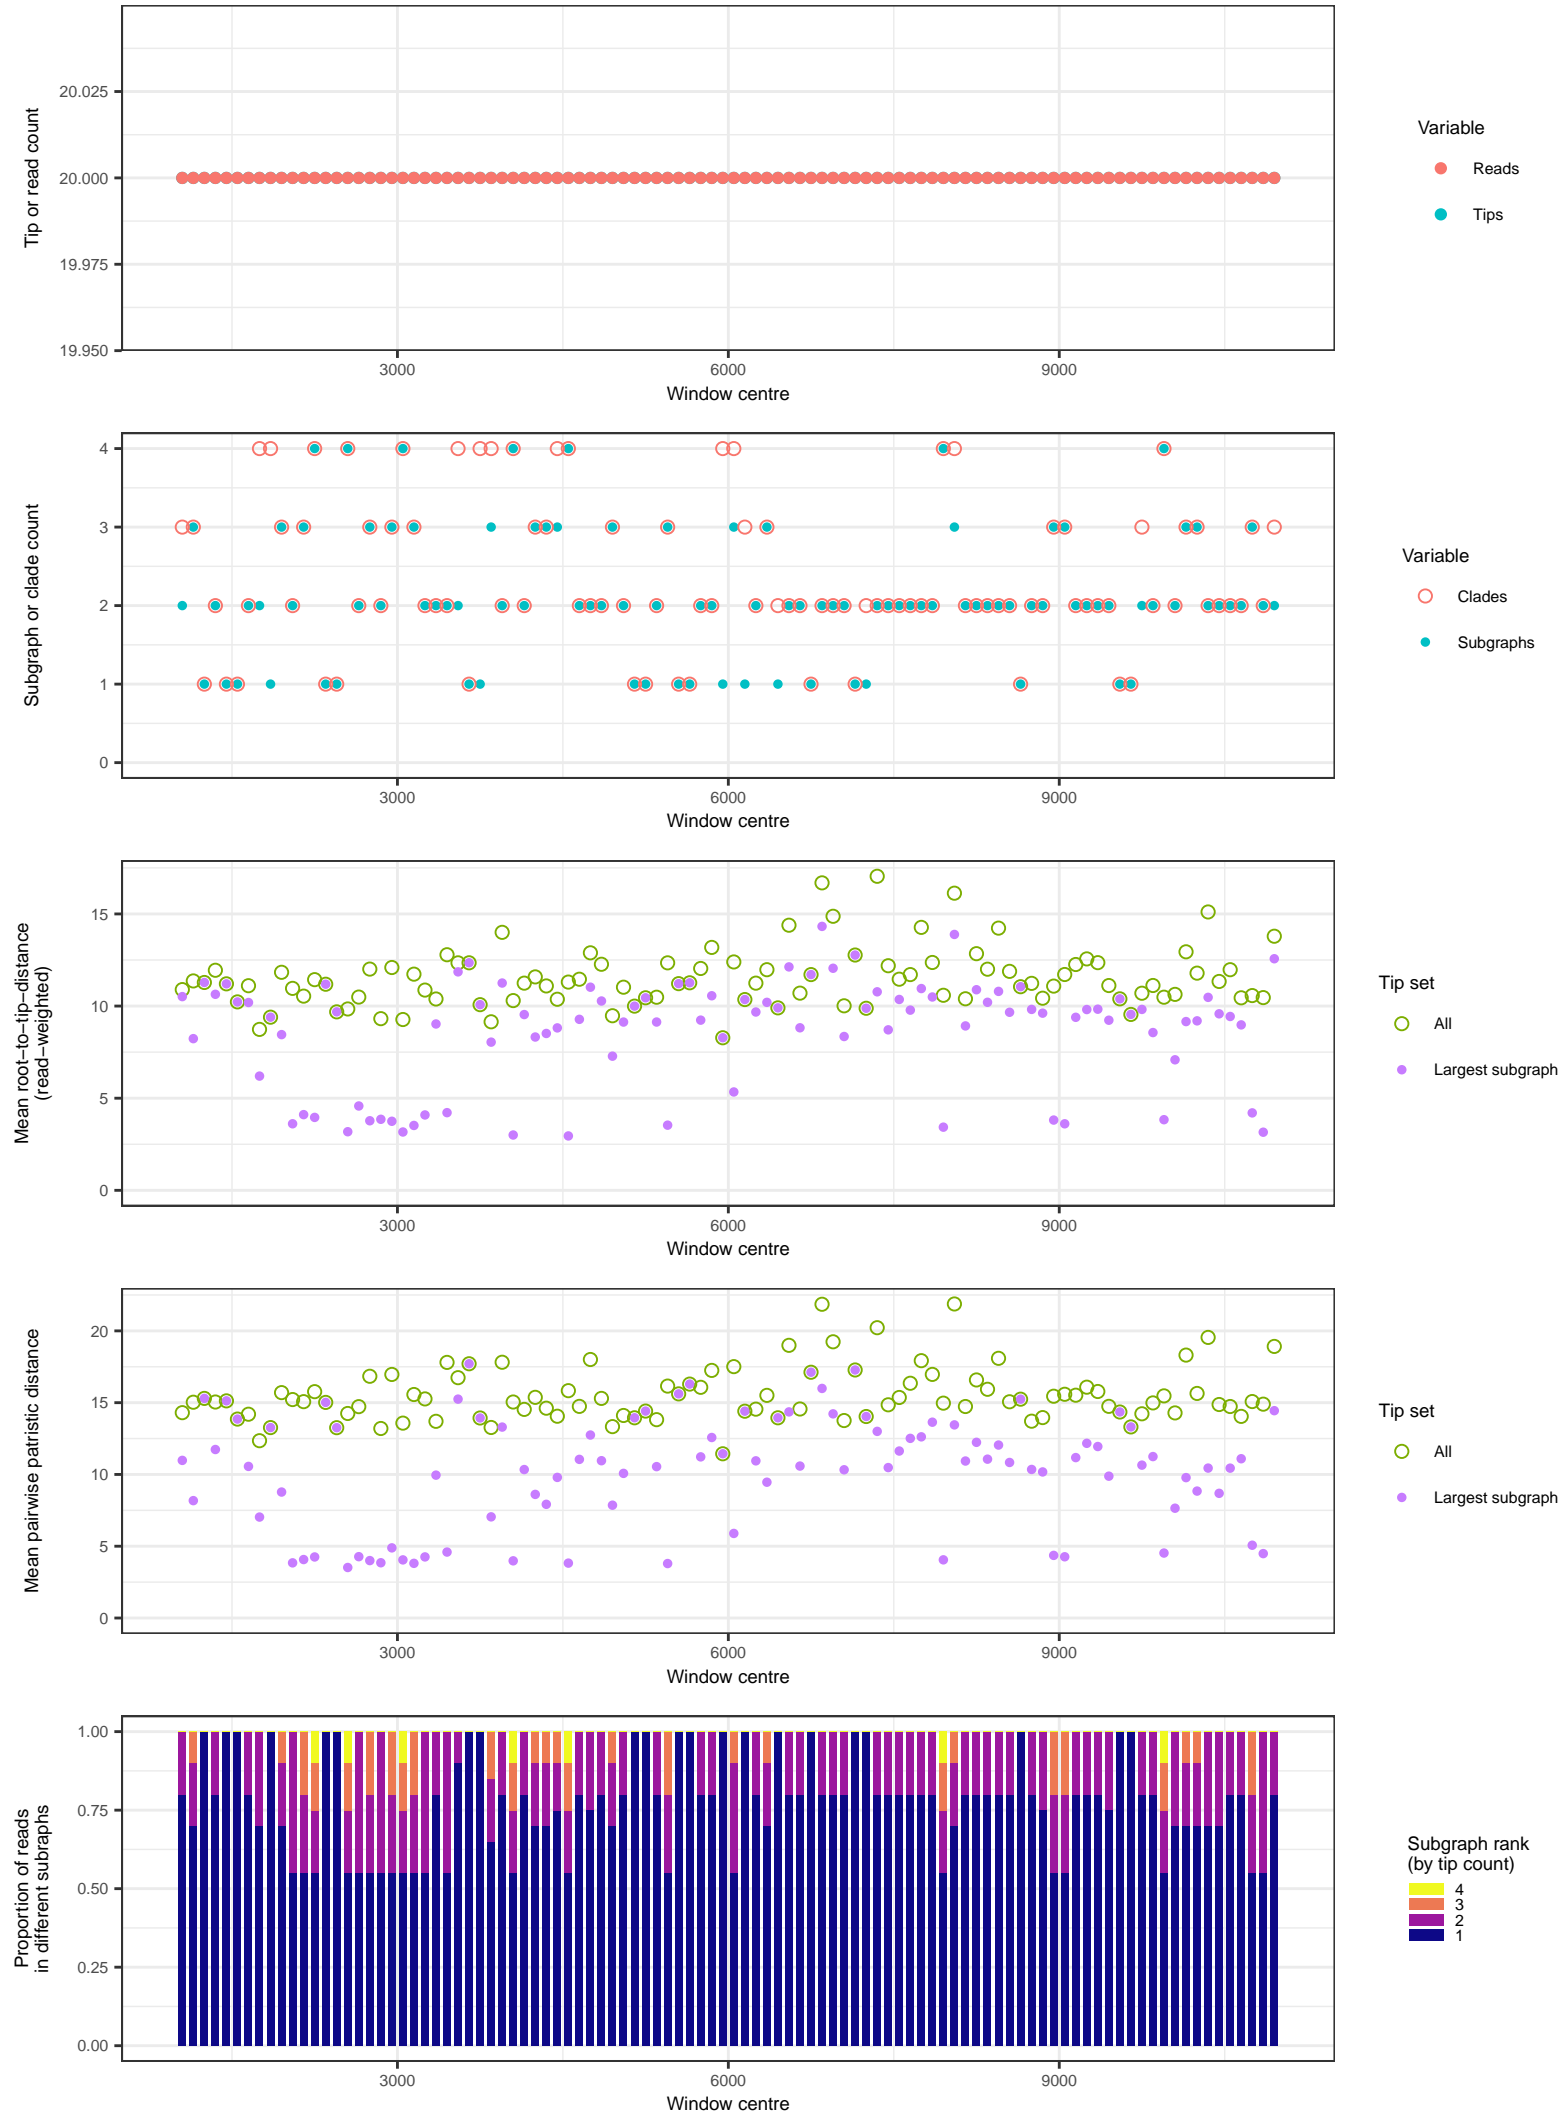 20.025
20.000
19.975
19.950
Tip or read count
3000 6000 9000
Window centre
Variable
Reads
Tips
4
3
2
1
0
Subgraph or clade count
3000 6000 9000
Window centre
Variable
Clades
Subgraphs
15
10
5
0
Mean root−to−tip−distance
(read−weighted)
3000 6000 9000
Window centre
Tip set
All
Largest subgraph
20
15
10
5
0
Mean pairwise patristic distance
3000 6000 9000
Window centre
Tip set
All
Largest subgraph
1.00
0.75
0.50
0.25
0.00
Proportion of reads
in different subraphs
3000 6000 9000
Window centre
Subgraph rank
(by tip count)
4
3
2
1